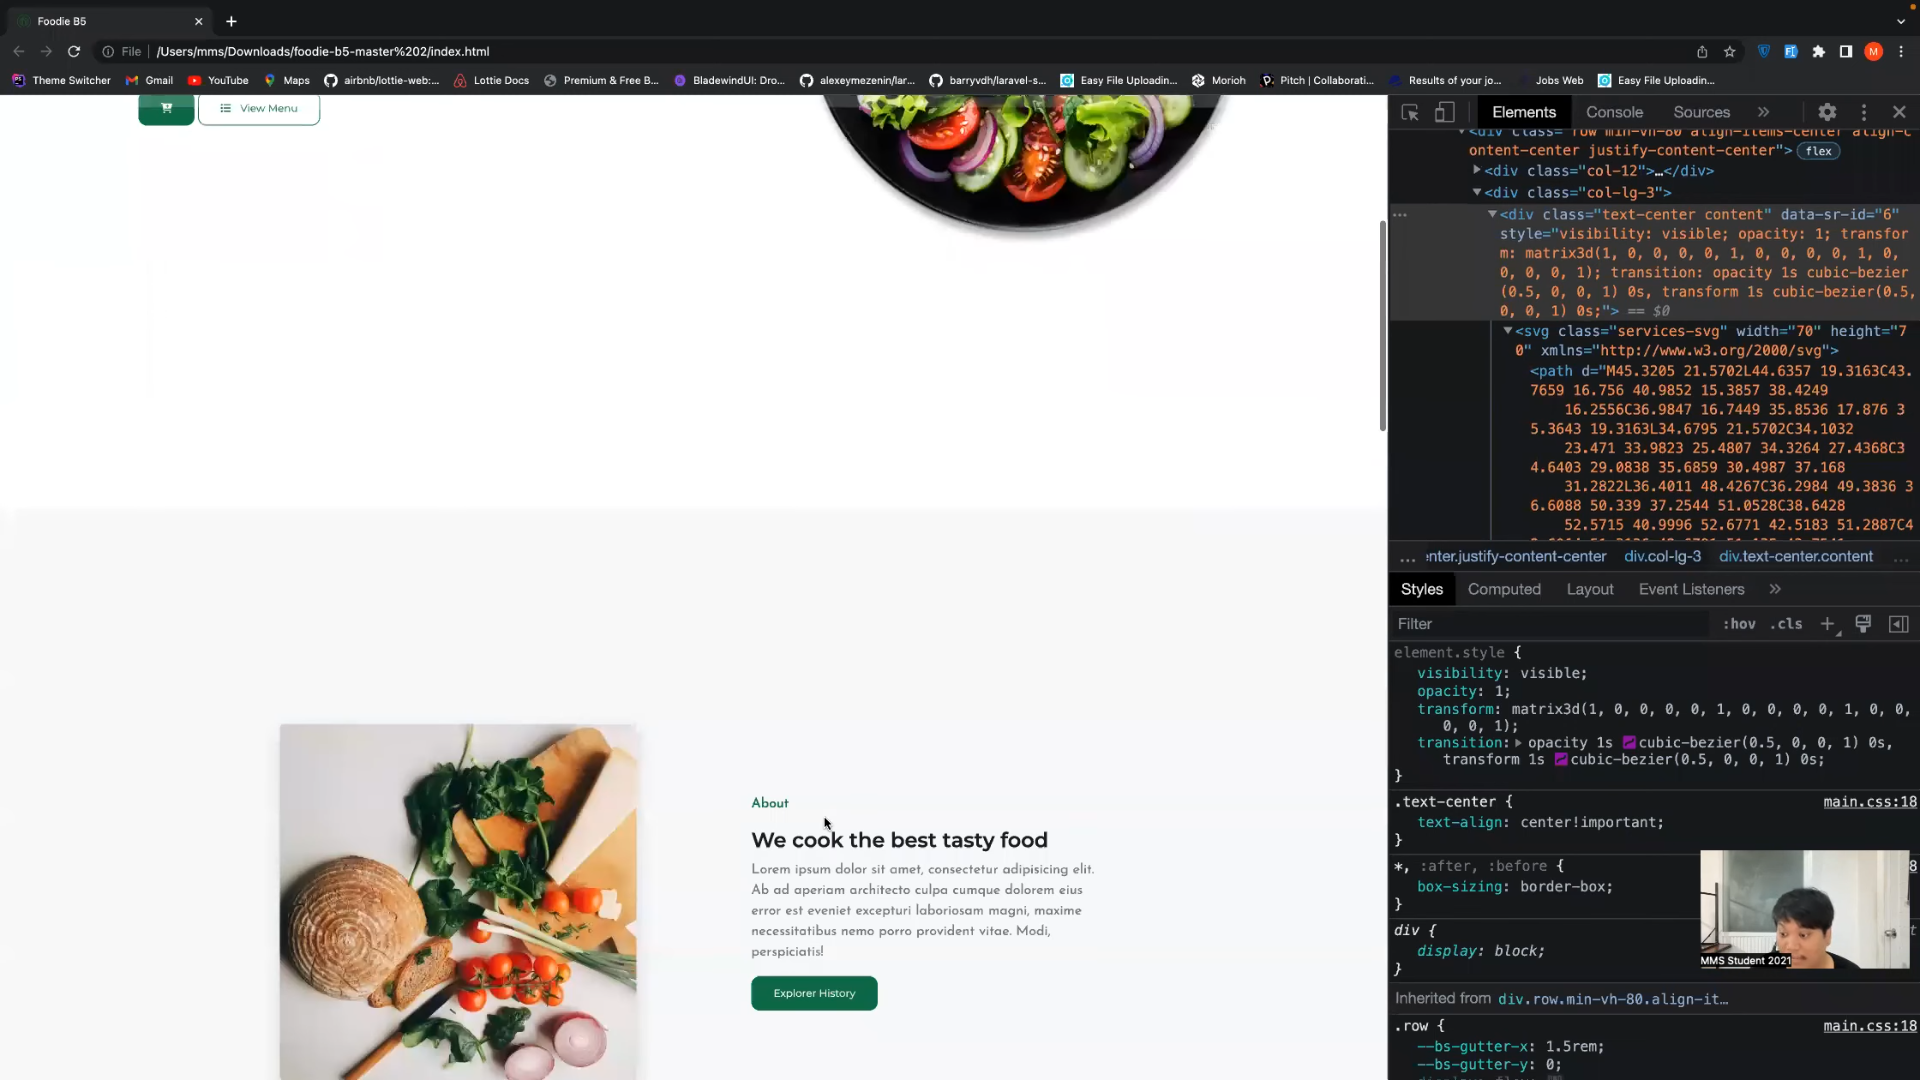 Foodie B5
File
/Users/mms/Downloads/foodie-b5-master%202/index.html
M
Theme Switcher
Gmail
YouTube
Maps
airbnb/lottie-web:...
Lottie Docs
Premium & Free B...
BladewindUI: Dro...
alexeymezenin/lar...
barryvdh/laravel-s...
Easy File Uploadin...
Morioh
Pitch | Collaborati...
Results of your jo...
Jobs Web
Easy File Uploadin...
View Menu
About
We cook the best tasty food
Lorem ipsum dolor sit amet, consectetur adipisicing elit.
Ab ad aperiam architecto culpa cumque dolorem eius
error est eveniet excepturi laboriosam magni, maxime
necessitatibus nemo porro provident vitae. Modi,
perspiciatis!
Explorer History
Elements
Console
Sources
<div class="row min-vh-80 align-items-center align-c
ontent-center justify-content-center"> flex
<div class="col-12">…</div>
<div class="col-lg-3">
<div class="text-center content" data-sr-id="6"
style="visibility: visible; opacity: 1; transfor
m: matrix3d(1, 0, 0, 0, 0, 1, 0, 0, 0, 0, 1, 0,
0, 0, 0, 1); transition: opacity 1s cubic-bezier
(0.5, 0, 0, 1) 0s, transform 1s cubic-bezier(0.5,
0, 0, 1) 0s;"> == $0
<svg class="services-svg" width="70" height="7
0" xmlns="http://www.w3.org/2000/svg">
<path d="M45.3205 21.5702L44.6357 19.3163C43.
7659 16.756 40.9852 15.3857 38.4249
16.2556C36.9847 16.7449 35.8536 17.876 3
5.3643 19.3163L34.6795 21.5702C34.1032
23.471 33.9823 25.4807 34.3264 27.4368C3
4.6403 29.0838 35.6859 30.4987 37.168
31.2822L36.4011 48.4267C36.2984 49.3836 3
6.6088 50.339 37.2544 51.0528C38.6428
52.5715 40.9996 52.6771 42.5183 51.2887C4
... enter.justify-content-center div.col-lg-3 div.text-center.content ...
Styles
Computed
Layout
Event Listeners
Filter
:hov .cls
element.style {
visibility: visible;
opacity: 1;
transform: matrix3d(1, 0, 0, 0, 0, 1, 0, 0, 0, 0, 1, 0, 0,
0, 0, 1);
transition: opacity 1s cubic-bezier(0.5, 0, 0, 1) 0s,
transform 1s cubic-bezier(0.5, 0, 0, 1) 0s;
}
.text-center { main.css:18
text-align: center!important;
}
*, :after, :before { 8
box-sizing: border-box;
}
div {
display: block;
}
MMS Student 2021
Inherited from div.row.min-vh-80.align-it…
.row { main.css:18
--bs-gutter-x: 1.5rem;
--bs-gutter-y: 0;